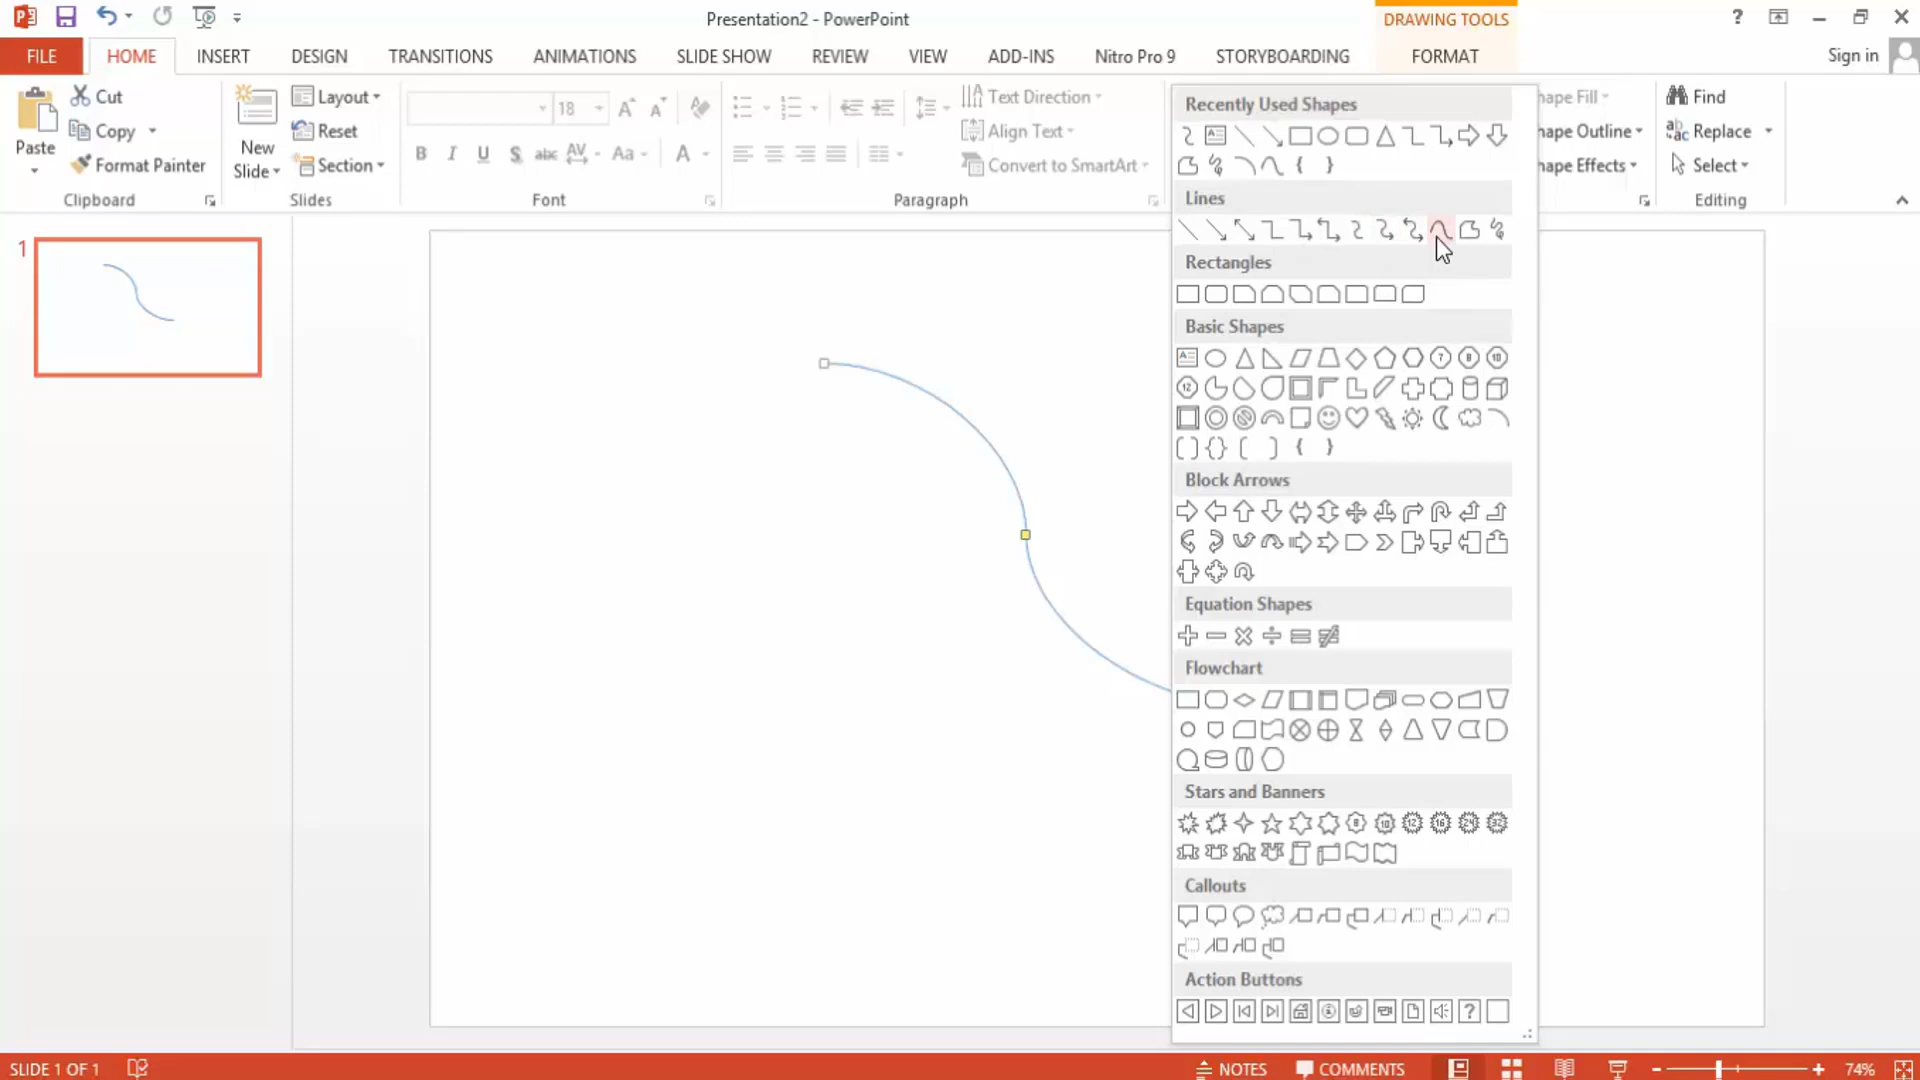 Presentation2 - PowerPoint
DRAWING TOOLS
?
FILE
HOME
INSERT
DESIGN
TRANSITIONS
ANIMATIONS
SLIDE SHOW
REVIEW
VIEW
ADD-INS
Nitro Pro 9
STORYBOARDING
FORMAT
Sign in
Paste
Cut
Copy
Format Painter
Clipboard
New
Slide
Layout
Reset
Section
Slides
18
B I U S abc AV Aa A
Font
Text Direction
Align Text
Convert to SmartArt
Paragraph
hape Fill
hape Outline
hape Effects
Find
Replace
Select
Editing
1
Recently Used Shapes
Lines
Rectangles
Basic Shapes
Block Arrows
Equation Shapes
Flowchart
Stars and Banners
Callouts
Action Buttons
SLIDE 1 OF 1
NOTES
COMMENTS
74%